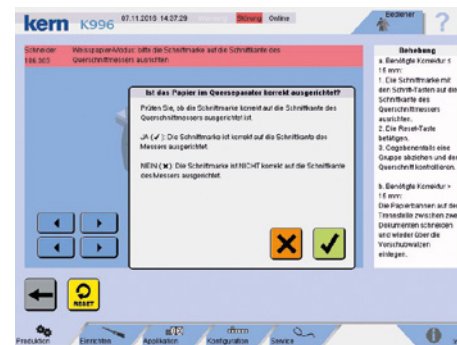 kern K996 07.11.2018 14:37:29 Störung Online Bediener ?
Schneider Weisspapier-Modus: bitte die Schnittmarke auf die Schnittkante des
186.303 Querschnittmessers ausrichten
Ist das Papier im Querseparator korrekt ausgerichtet?
Prüfen Sie, ob die Schnittmarke korrekt auf die Schnittkante des
Querschnittmessers ausgerichtet ist.
JA (✓): Die Schnittmarke ist korrekt auf die Schnittkante des
Messers ausgerichtet.
NEIN (✖): Die Schnittmarke ist NICHT korrekt auf die Schnittkante
des Messers ausgerichtet.
Behebung
a. Benötigte Korrektur ≤
15 mm:
1. Die Schnittmarke mit
den Schritt-Tasten auf die
Schnittkante des
Querschnittmessers
ausrichten.
2. Die Reset-Taste
betätigen.
3. Gegebenenfalls eine
Gruppe abziehen und den
Querschnitt kontrollieren.
b. Benötigte Korrektur >
15 mm:
Die Papierbahnen auf der
Trennstelle zwischen zwei
Dokumenten schneiden
und wieder über die
Vorschubwalzen
einlegen.
RESET
Produktion Einrichten Applikation Konfiguration Service